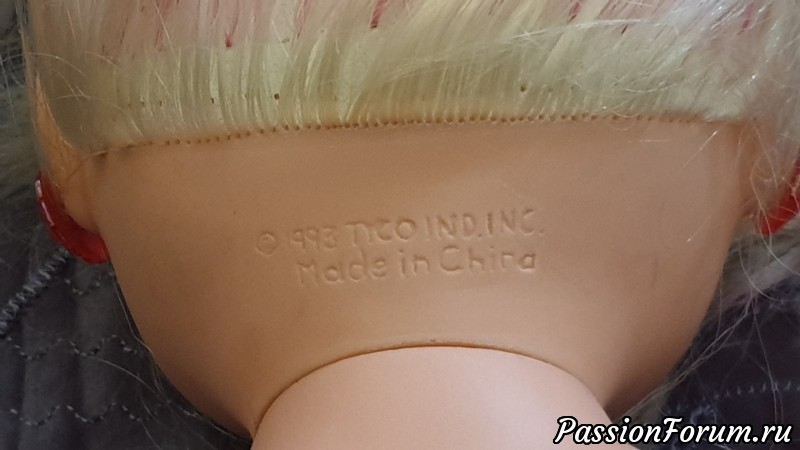 © 1993 TYCO IND. INC.
Made in China
PassionForum.ru